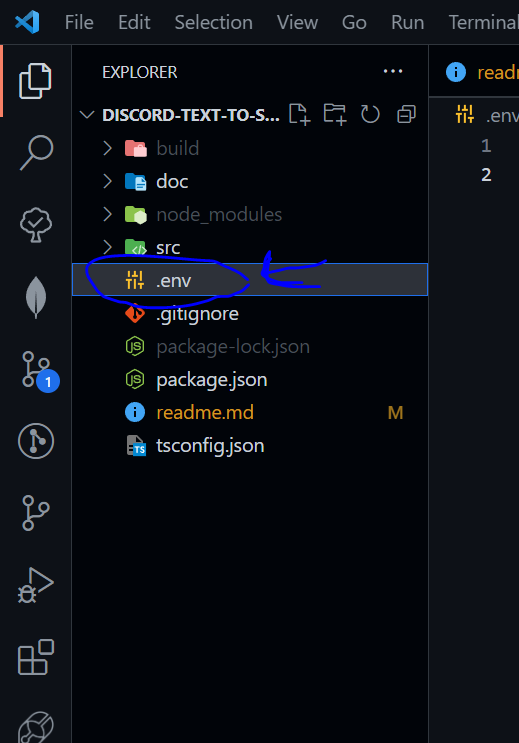 File Edit Selection View Go Run Terminal
EXPLORER
DISCORD-TEXT-TO-S...
build
doc
node_modules
src
.env
.gitignore
package-lock.json
package.json
readme.md M
tsconfig.json
1
readm
.env
1
2